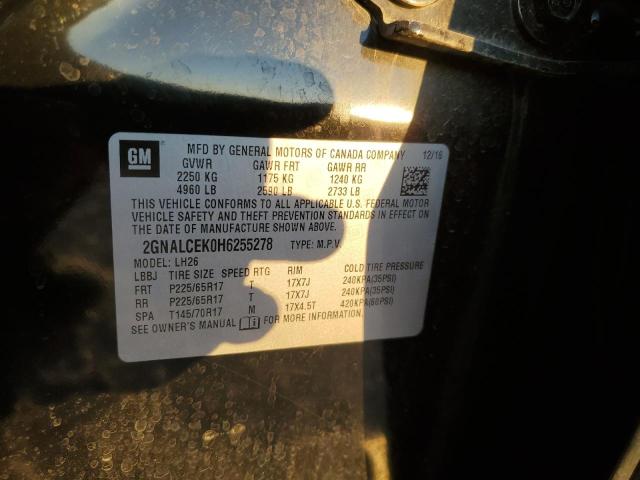 GM
MFD BY GENERAL MOTORS OF CANADA COMPANY 12/16
GVWR GAWR FRT GAWR RR
2250 KG 1175 KG 1240 KG
4960 LB 2590 LB 2733 LB
THIS VEHICLE CONFORMS TO ALL APPLICABLE U.S. FEDERAL MOTOR
VEHICLE SAFETY AND THEFT PREVENTION STANDARDS IN EFFECT ON
THE DATE OF MANUFACTURE SHOWN ABOVE.
2GNALCEK0H6255278 TYPE: M.P.V.
MODEL: LH26
LBBJ TIRE SIZE SPEED RTG RIM COLD TIRE PRESSURE
FRT P225/65R17 T 17X7J 240KPA(35PSI)
RR P225/65R17 T 17X7J 240KPA(35PSI)
SPA T145/70R17 M 17X4.5T 420KPA(60PSI)
SEE OWNER'S MANUAL FOR MORE INFORMATION.